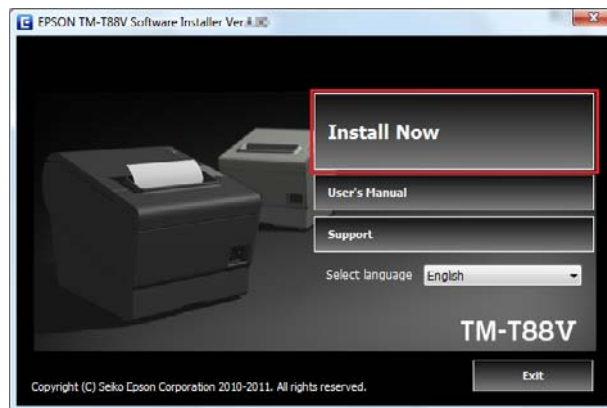 EPSON TM-T88V Software Installer Ver.
Install Now
User's Manual
Support
Select language English
TM-T88V
Exit
Copyright (C) Seiko Epson Corporation 2010-2011. All rights reserved.